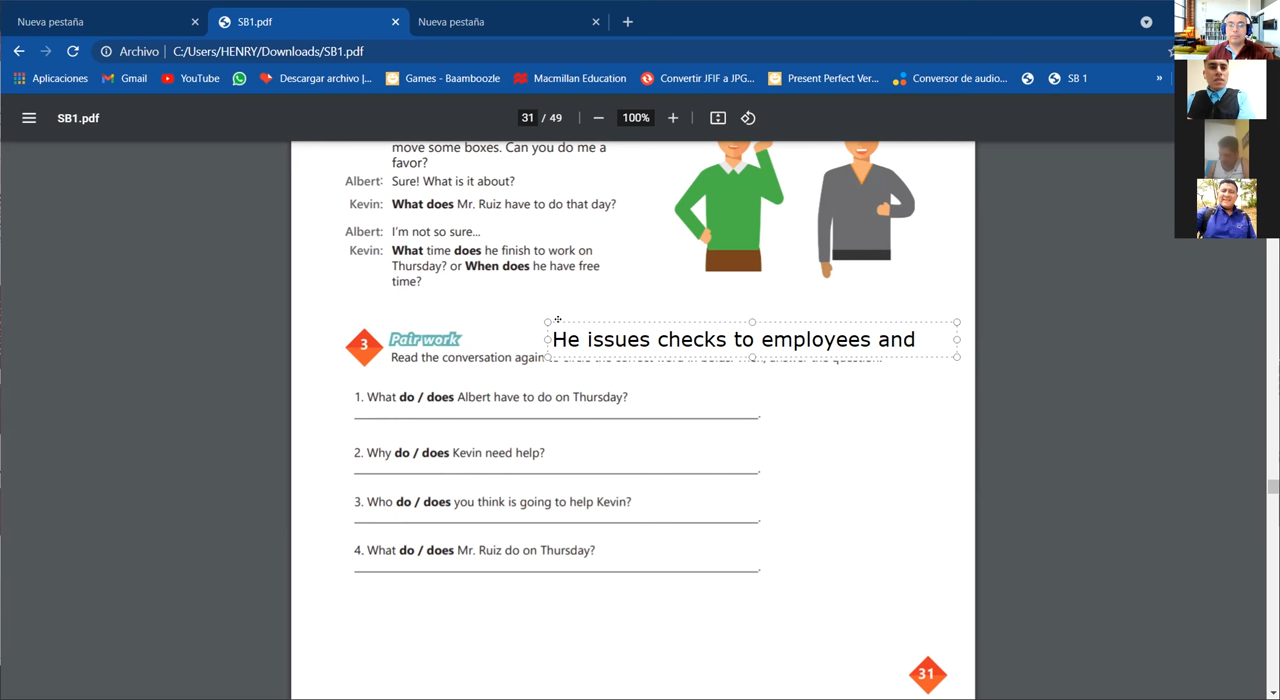 Nueva pestaña
SB1.pdf
Nueva pestaña
Archivo
C:/Users/HENRY/Downloads/SB1.pdf
Aplicaciones
Gmail
YouTube
Descargar archivo |...
Games - Baamboozle
Macmillan Education
Convertir JFIF a JPG...
Present Perfect Ver...
Conversor de audio...
SB 1
»
SB1.pdf
31 / 49
100%
move some boxes. Can you do me a
favor?
Albert: Sure! What is it about?
Kevin: What does Mr. Ruiz have to do that day?
Albert: I'm not so sure...
Kevin: What time does he finish to work on
Thursday? or When does he have free
time?
3 Pair work
He issues checks to employees and
Read the conversation again
1. What do / does Albert have to do on Thursday?
2. Why do / does Kevin need help?
3. Who do / does you think is going to help Kevin?
4. What do / does Mr. Ruiz do on Thursday?
31